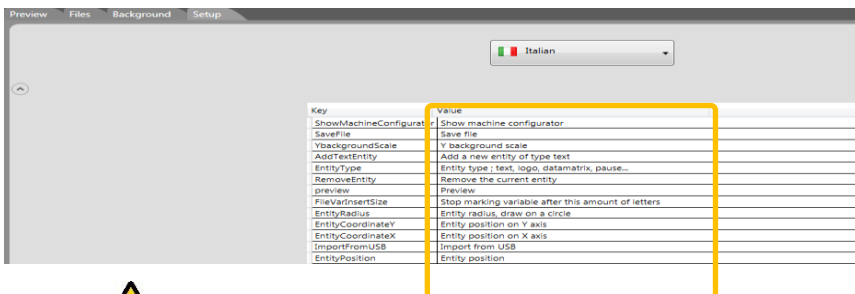 Preview Files Background Setup
Italian
Key Value
ShowMachineConfigurator Show machine configurator
SaveFile Save file
YbackgroundScale Y background scale
AddTextEntity Add a new entity of type text
EntityType Entity type ; text, logo, datamatrix, pause...
RemoveEntity Remove the current entity
preview Preview
FileVarInsertSize Stop marking variable after this amount of letters
EntityRadius Entity radius, draw on a circle
EntityCoordinateY Entity position on Y axis
EntityCoordinateX Entity position on X axis
ImportFromUSB Import from USB
EntityPosition Entity position